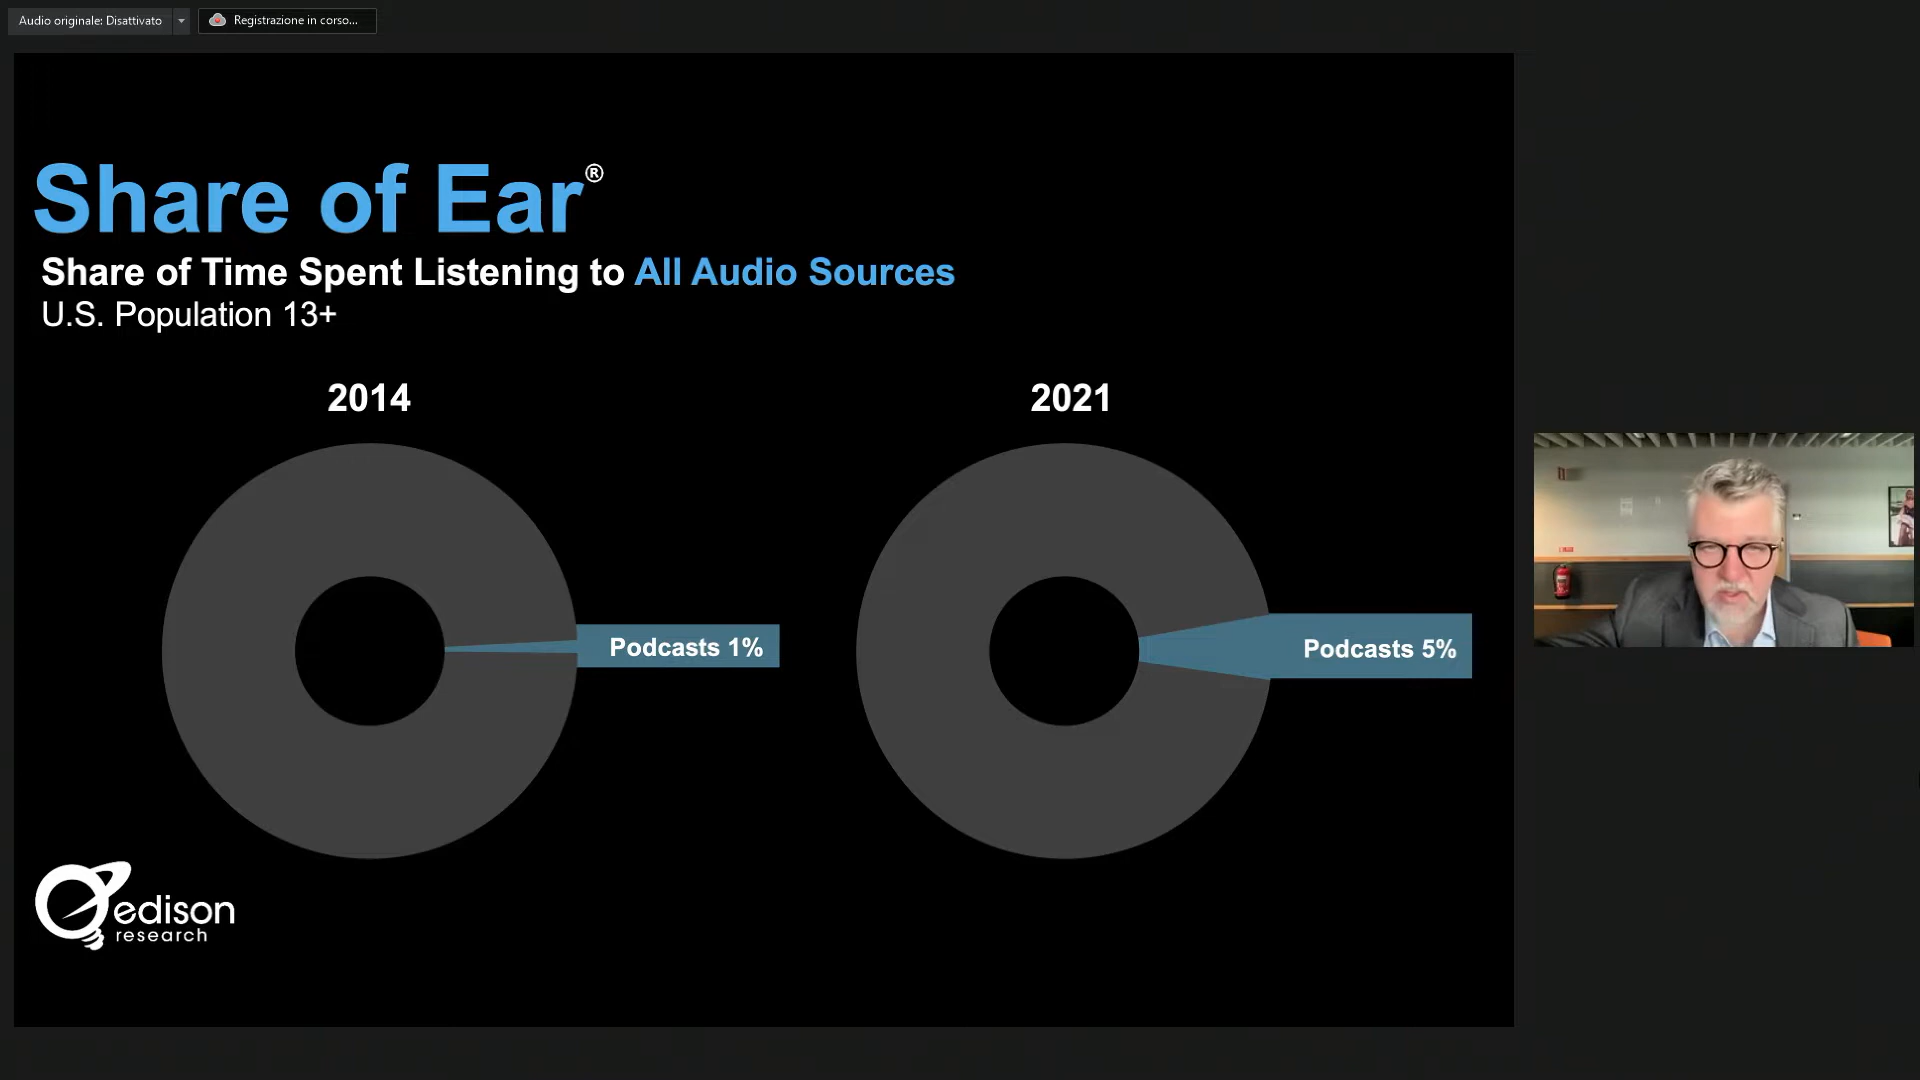 Audio originale: Disattivato
Registrazione in corso...
Share of Ear®
Share of Time Spent Listening to All Audio Sources
U.S. Population 13+
2014
2021
Podcasts 1%
Podcasts 5%
edison
research